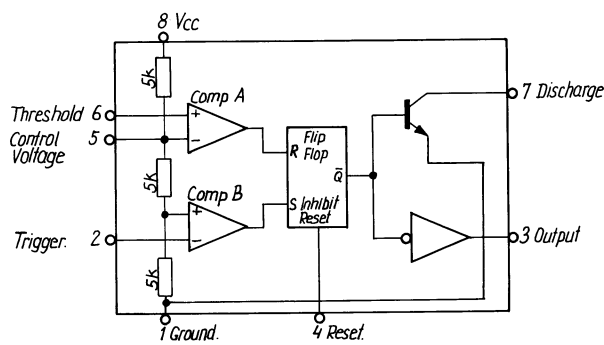 8 Vcc
5k
Comp A
Threshold 6
+
-
Control 5
Voltage
7 Discharge
Flip
Flop
R
Q̅
5k
Comp B
+
-
S Inhibit
Reset
Trigger. 2
3 Output
5k
1 Ground.
4 Reset.